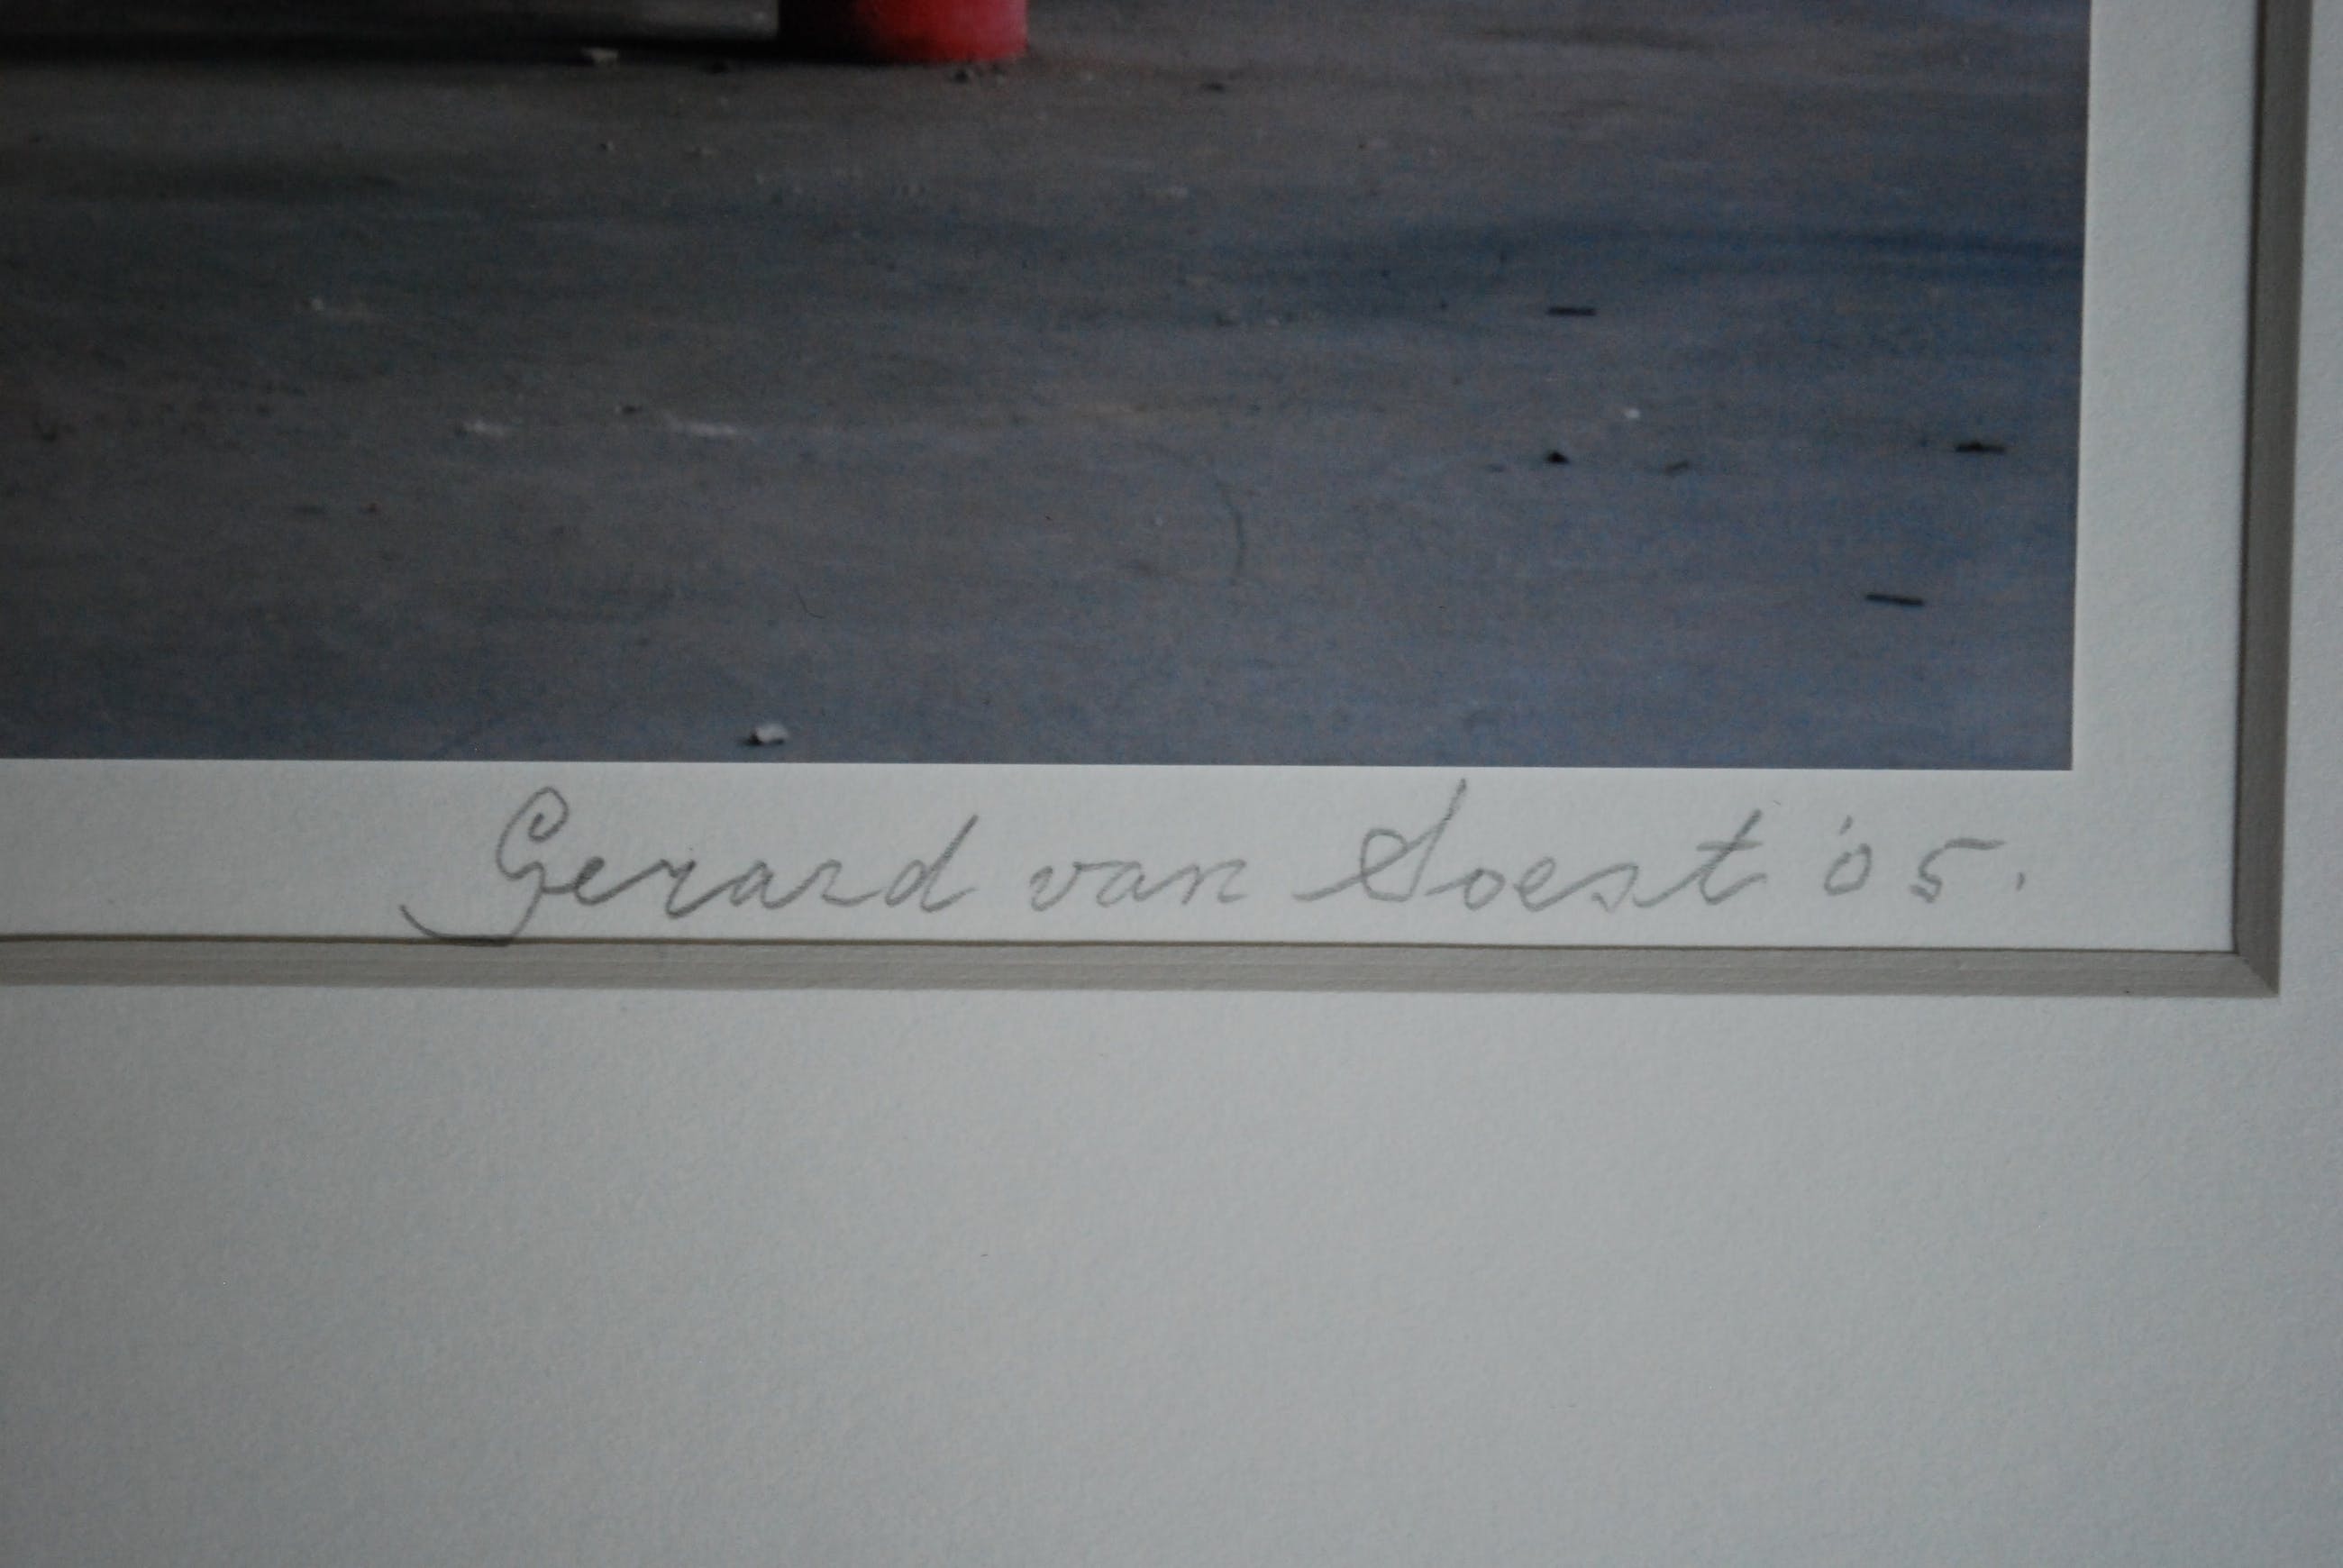 Gerard van Soest '05.